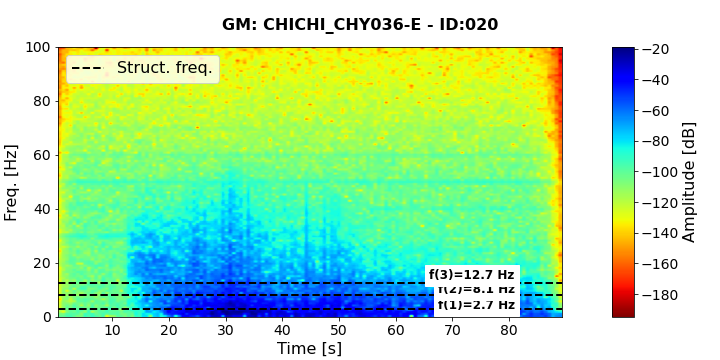 GM: CHICHI_CHY036-E - ID:020
Struct. freq.
Freq. [Hz]
100
80
60
40
20
0
f(3)=12.7 Hz
f(2)=8.1 Hz
f(1)=2.7 Hz
10 20 30 40 50 60 70 80
Time [s]
−20
−40
−60
−80
−100
−120
−140
−160
−180
Amplitude [dB]